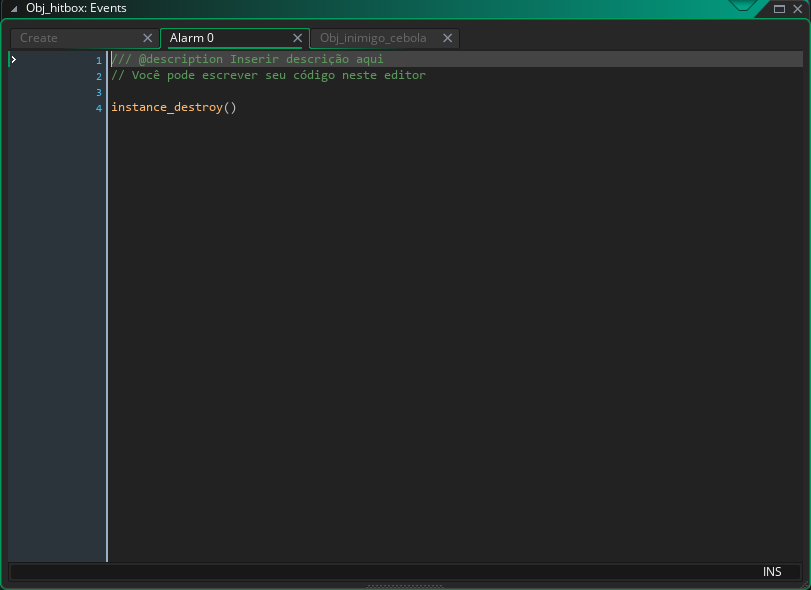 Obj_hitbox: Events
Create
Alarm 0
Obj_inimigo_cebola
1 /// @description Inserir descrição aqui
2 // Você pode escrever seu código neste editor
3
4 instance_destroy()
INS